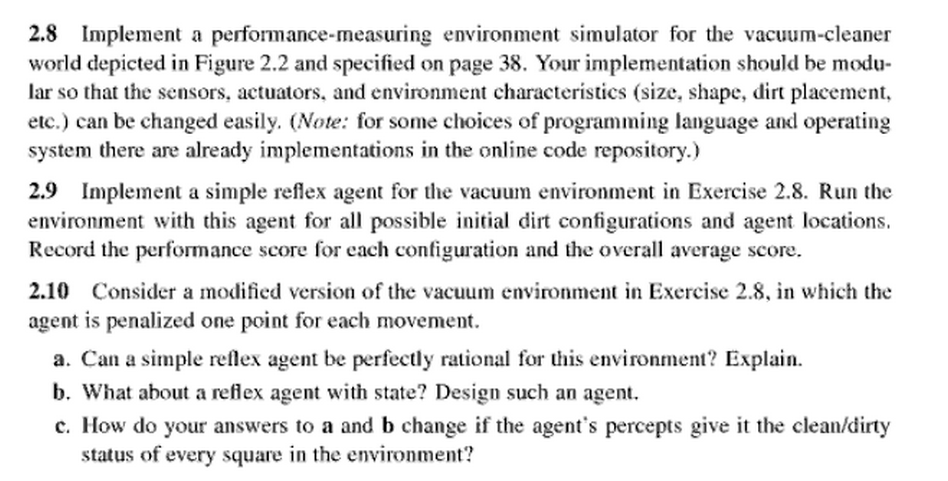 2.8 Implement a performance-measuring environment simulator for the vacuum-cleaner
world depicted in Figure 2.2 and specified on page 38. Your implementation should be modu-
lar so that the sensors, actuators, and environment characteristics (size, shape, dirt placement,
etc.) can be changed easily. (Note: for some choices of programming language and operating
system there are already implementations in the online code repository.)
2.9 Implement a simple reflex agent for the vacuum environment in Exercise 2.8. Run the
environment with this agent for all possible initial dirt configurations and agent locations.
Record the performance score for each configuration and the overall average score.
2.10 Consider a modified version of the vacuum environment in Exercise 2.8, in which the
agent is penalized one point for each movement.
a. Can a simple reflex agent be perfectly rational for this environment? Explain.
b. What about a reflex agent with state? Design such an agent.
c. How do your answers to a and b change if the agent's percepts give it the clean/dirty
status of every square in the environment?